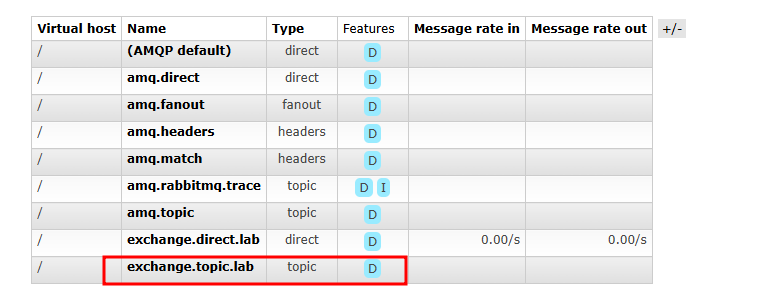 Virtual host Name Type Features Message rate in Message rate out +/-
/ (AMQP default) direct D
/ amq.direct direct D
/ amq.fanout fanout D
/ amq.headers headers D
/ amq.match headers D
/ amq.rabbitmq.trace topic D I
/ amq.topic topic D
/ exchange.direct.lab direct D 0.00/s 0.00/s
/ exchange.topic.lab topic D